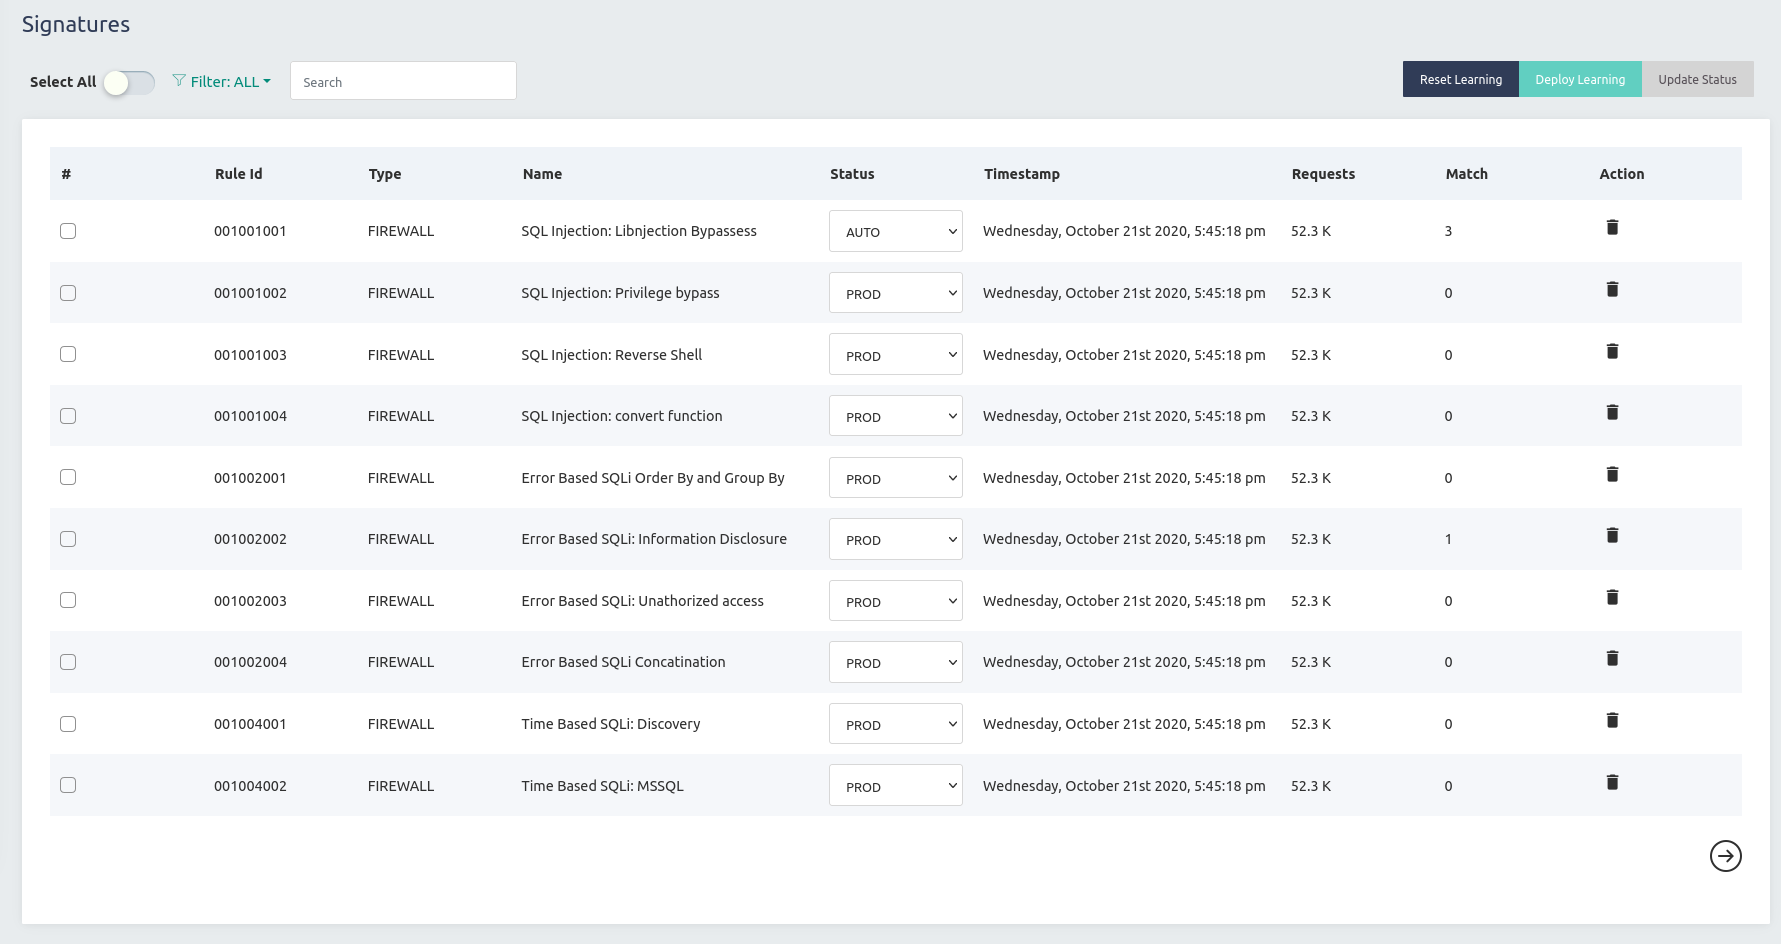 Signatures
Select All Filter: ALL Search Reset Learning Deploy Learning Update Status
# Rule Id Type Name Status Timestamp Requests Match Action
001001001 FIREWALL SQL Injection: Libnjection Bypassess AUTO Wednesday, October 21st 2020, 5:45:18 pm 52.3 K 3
001001002 FIREWALL SQL Injection: Privilege bypass PROD Wednesday, October 21st 2020, 5:45:18 pm 52.3 K 0
001001003 FIREWALL SQL Injection: Reverse Shell PROD Wednesday, October 21st 2020, 5:45:18 pm 52.3 K 0
001001004 FIREWALL SQL Injection: convert function PROD Wednesday, October 21st 2020, 5:45:18 pm 52.3 K 0
001002001 FIREWALL Error Based SQLi Order By and Group By PROD Wednesday, October 21st 2020, 5:45:18 pm 52.3 K 0
001002002 FIREWALL Error Based SQLi: Information Disclosure PROD Wednesday, October 21st 2020, 5:45:18 pm 52.3 K 1
001002003 FIREWALL Error Based SQLi: Unathorized access PROD Wednesday, October 21st 2020, 5:45:18 pm 52.3 K 0
001002004 FIREWALL Error Based SQLi Concatination PROD Wednesday, October 21st 2020, 5:45:18 pm 52.3 K 0
001004001 FIREWALL Time Based SQLi: Discovery PROD Wednesday, October 21st 2020, 5:45:18 pm 52.3 K 0
001004002 FIREWALL Time Based SQLi: MSSQL PROD Wednesday, October 21st 2020, 5:45:18 pm 52.3 K 0